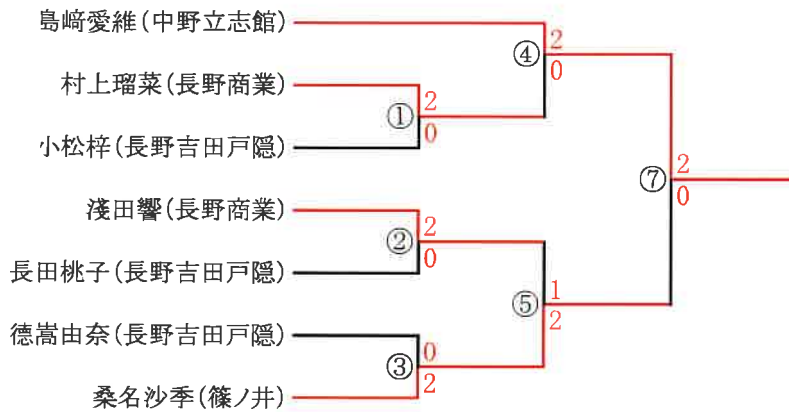 島﨑愛維(中野立志館)
④
2
0
村上瑠菜(長野商業)
①
2
0
小松梓(長野吉田戸隠)
⑦
2
0
淺田響(長野商業)
②
2
0
長田桃子(長野吉田戸隠)
⑤
1
2
徳嵩由奈(長野吉田戸隠)
③
0
2
桑名沙季(篠ノ井)